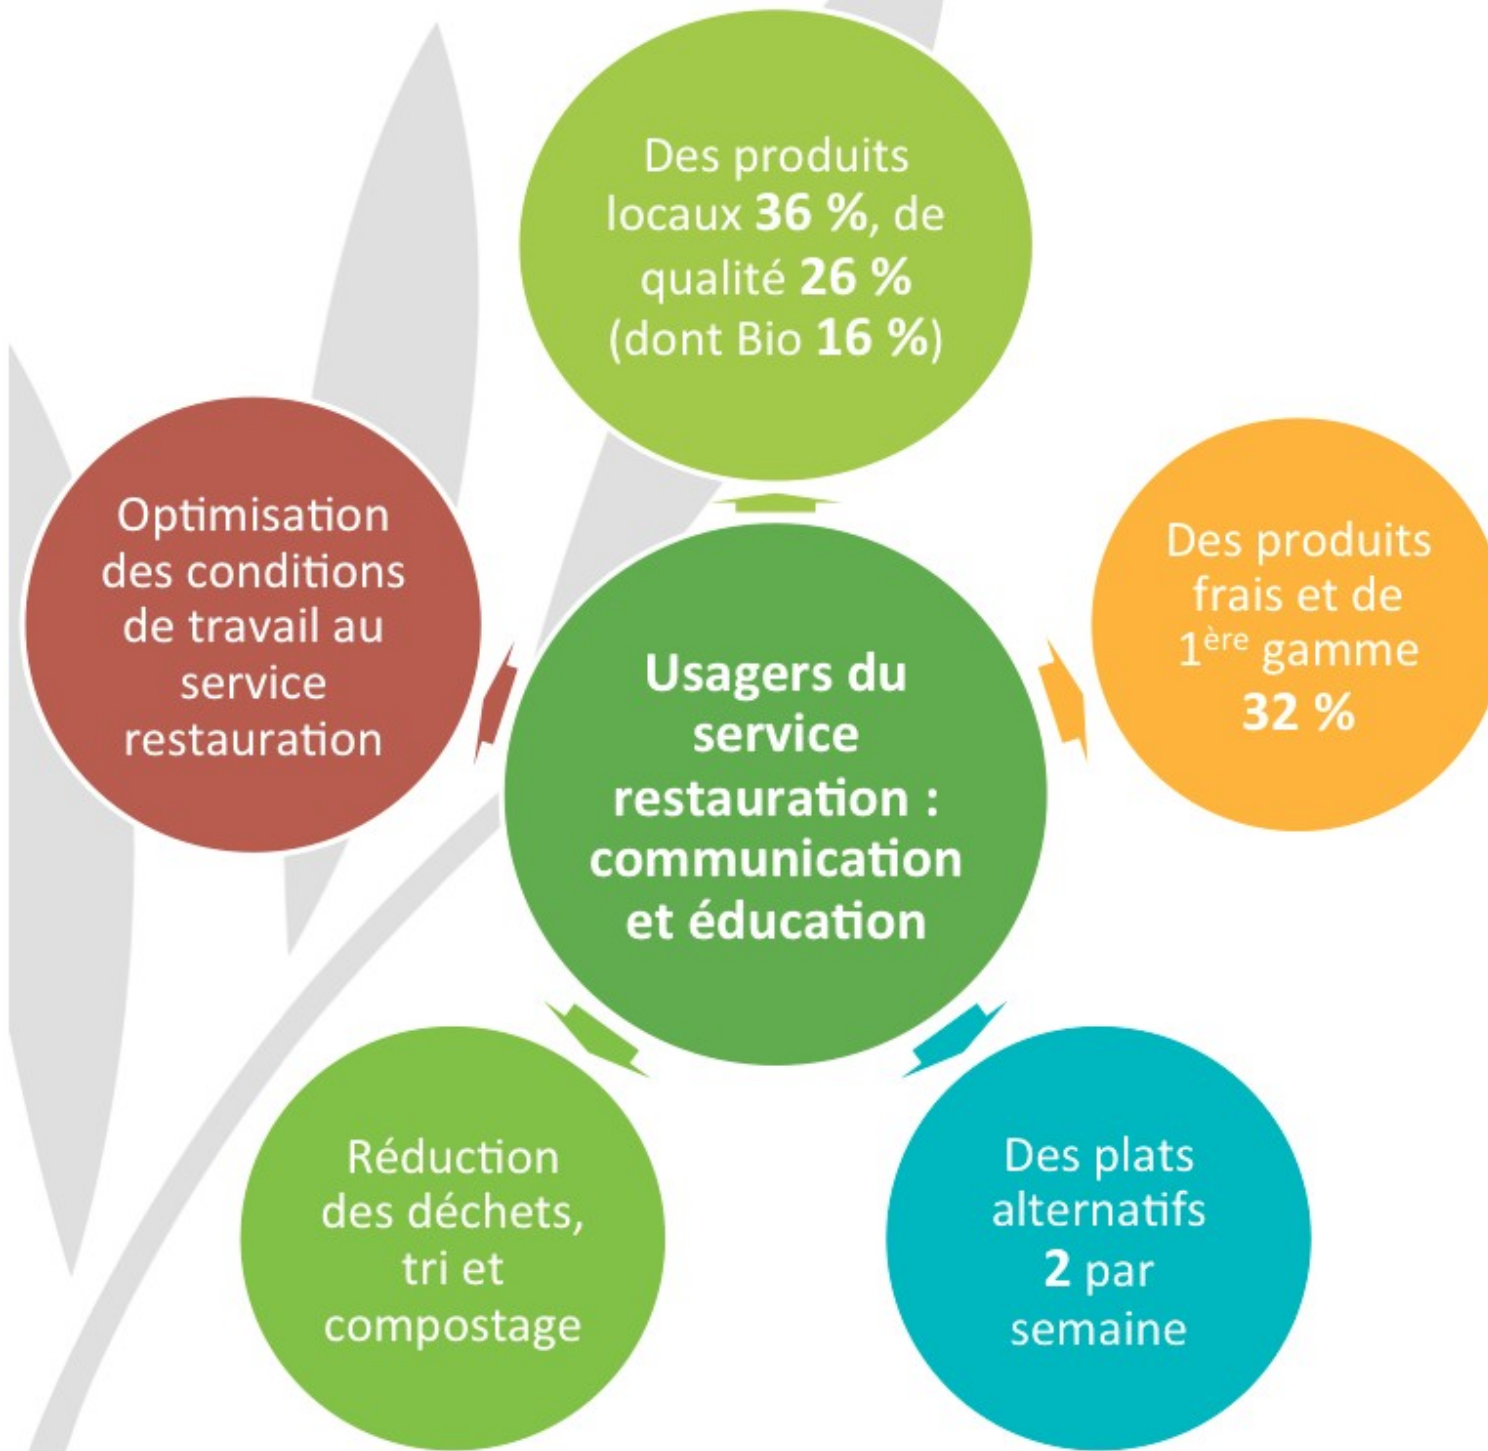 Des produits
locaux 36 %, de
qualité 26 %
(dont Bio 16 %)
Optimisation
des conditions
de travail au
service
restauration
Des produits
frais et de
1ère gamme
32 %
Usagers du
service
restauration :
communication
et éducation
Réduction
des déchets,
tri et
compostage
Des plats
alternatifs
2 par
semaine